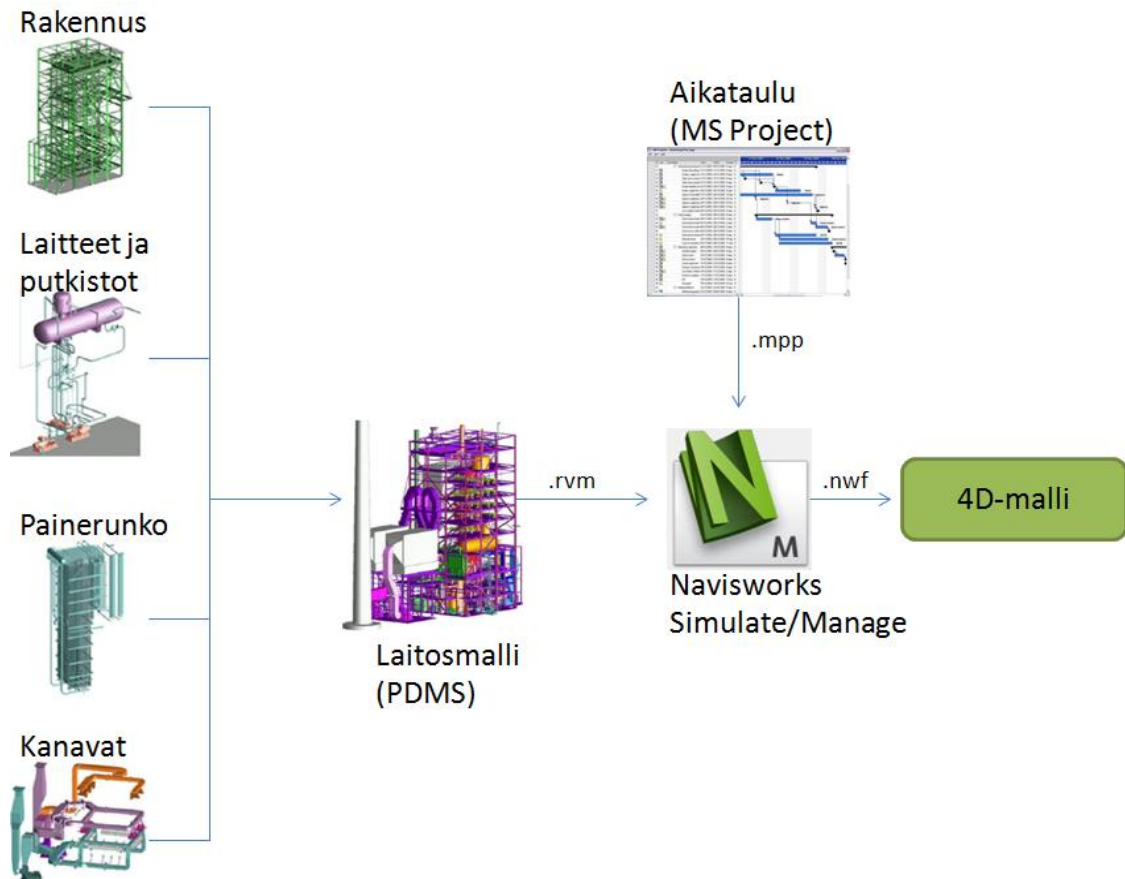 Rakennus
Laitteet ja
putkistot
Painerunko
Kanavat
Laitosmalli
(PDMS)
.rvm
Aikataulu
(MS Project)
.mpp
N
M
Navisworks
Simulate/Manage
.nwf
4D-malli